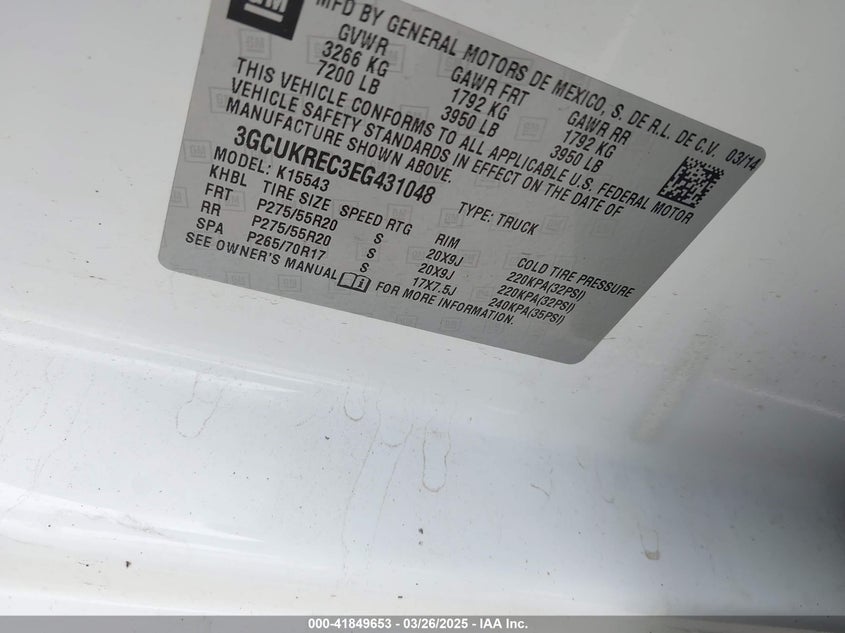 GM
MFD BY GENERAL MOTORS DE MEXICO, S. DE R.L. DE C.V. 03/14
GVWR GAWR FRT GAWR RR
3266 KG 1792 KG 1792 KG
7200 LB 3950 LB 3950 LB
THIS VEHICLE CONFORMS TO ALL APPLICABLE U.S. FEDERAL MOTOR
VEHICLE SAFETY STANDARDS IN EFFECT ON THE DATE OF
MANUFACTURE SHOWN ABOVE.
3GCUKREC3EG431048 TYPE: TRUCK
MODEL: K15543
KHBL TIRE SIZE SPEED RTG RIM COLD TIRE PRESSURE
FRT P275/55R20 S 20X9J 220KPA(32PSI)
RR P275/55R20 S 20X9J 220KPA(32PSI)
SPA P265/70R17 S 17X7.5J 240KPA(35PSI)
SEE OWNER'S MANUAL FOR MORE INFORMATION.
000-41849653 — 03/26/2025 — IAA Inc.